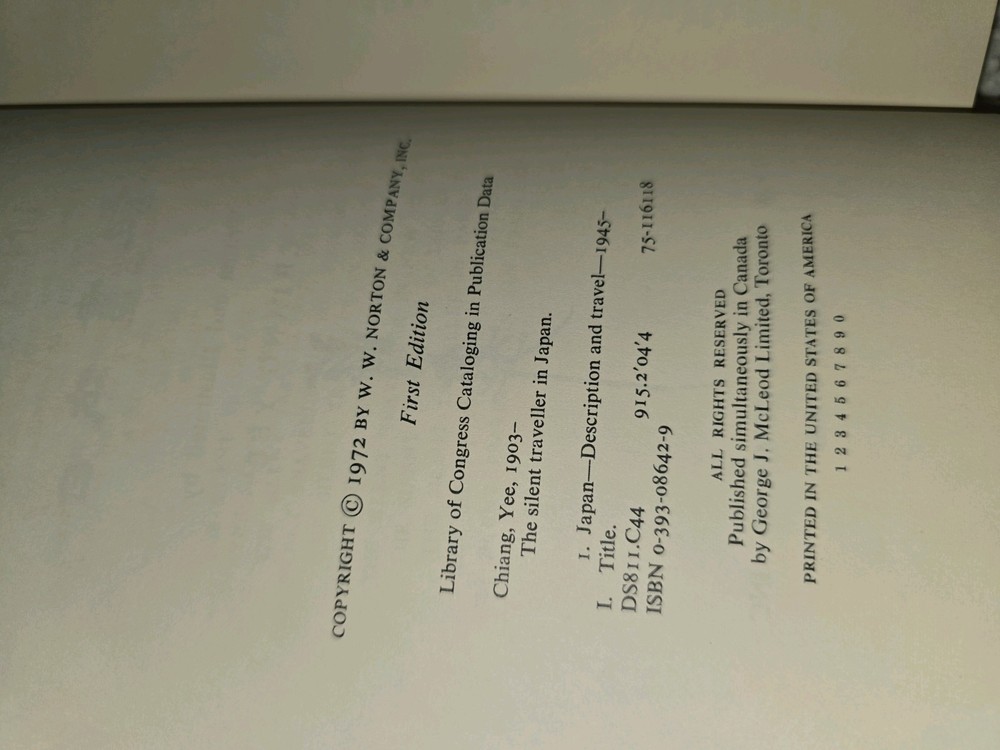 COPYRIGHT © 1972 BY W. W. NORTON & COMPANY, INC.
First Edition
Library of Congress Cataloging in Publication Data
Chiang, Yee, 1903–
The silent traveller in Japan.
1. Japan—Description and travel—1945–
I. Title.
DS811.C44 915.2'04'4 75-116118
ISBN 0-393-08642-9
ALL RIGHTS RESERVED
Published simultaneously in Canada
by George J. McLeod Limited, Toronto
PRINTED IN THE UNITED STATES OF AMERICA
1 2 3 4 5 6 7 8 9 0